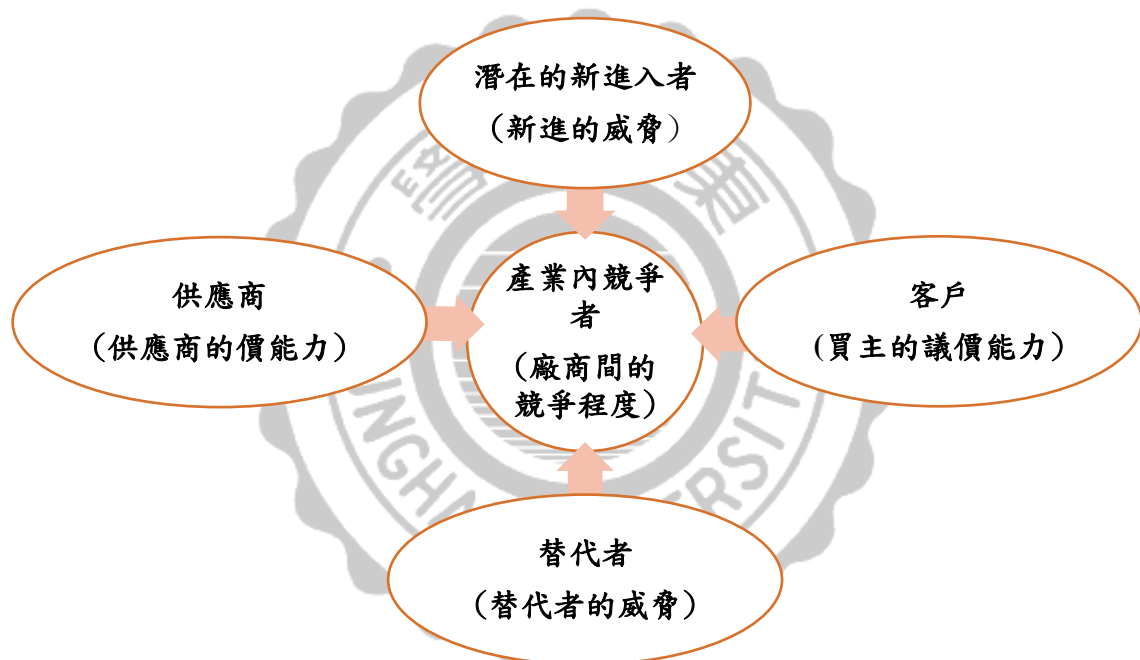 潛在的新進入者
（新進的威脅）
供應商
（供應商的價能力）
產業內競爭
者
（廠商間的
競爭程度）
客戶
(買主的議價能力）
替代者
（替代者的威脅）